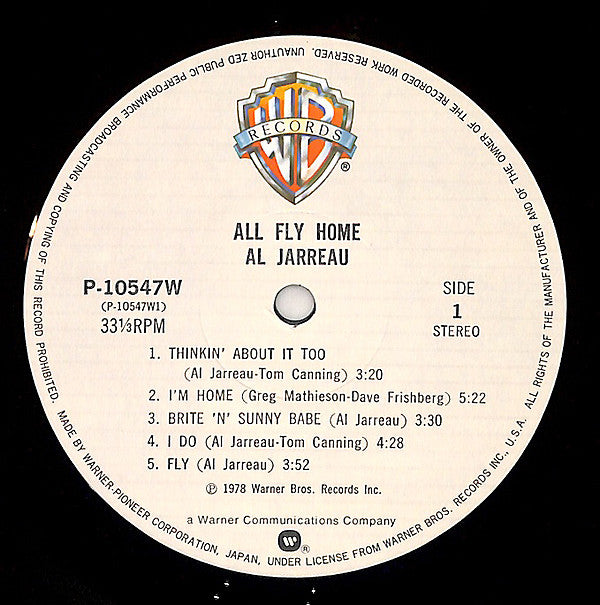 ALL RIGHTS OF THE MANUFACTURER AND OF THE OWNER OF THE RECORDED WORK RESERVED. UNAUTHORIZED PUBLIC PERFORMANCE BROADCASTING AND COPYING OF THIS RECORD PROHIBITED.
WB
RECORDS
®
ALL FLY HOME
AL JARREAU
P-10547W
(P-10547W1)
33⅓RPM
SIDE
1
STEREO
1. THINKIN' ABOUT IT TOO
(Al Jarreau-Tom Canning) 3:20
2. I'M HOME (Greg Mathieson-Dave Frishberg) 5:22
3. BRITE 'N' SUNNY BABE (Al Jarreau) 3:30
4. I DO (Al Jarreau-Tom Canning) 4:28
5. FLY (Al Jarreau) 3:52
℗ 1978 Warner Bros. Records Inc.
a Warner Communications Company
®
MADE BY WARNER-PIONEER CORPORATION, JAPAN, UNDER LICENSE FROM WARNER BROS. RECORDS INC., U.S.A.